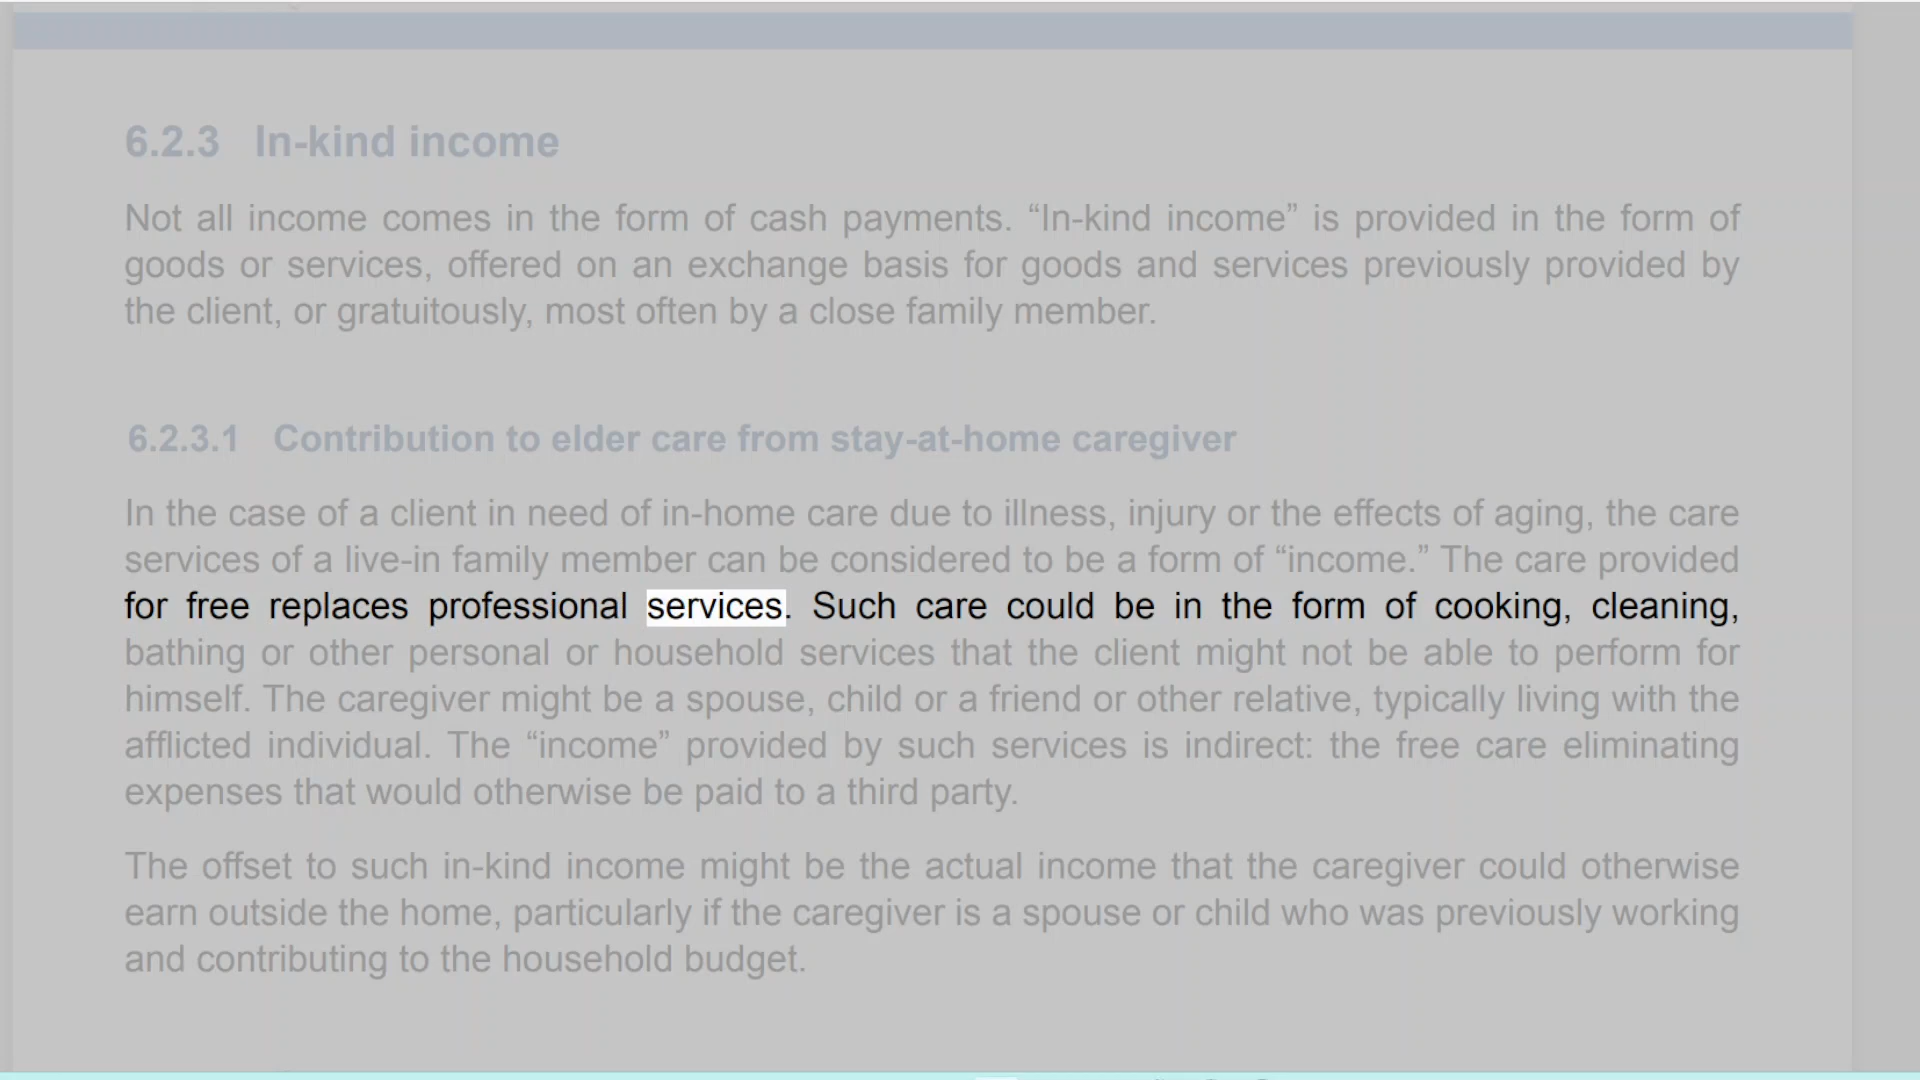 6.2.3 In-kind income
Not all income comes in the form of cash payments. “In-kind income” is provided in the form of
goods or services, offered on an exchange basis for goods and services previously provided by
the client, or gratuitously, most often by a close family member.
6.2.3.1 Contribution to elder care from stay-at-home caregiver
In the case of a client in need of in-home care due to illness, injury or the effects of aging, the care
services of a live-in family member can be considered to be a form of “income.” The care provided
for free replaces professional services. Such care could be in the form of cooking, cleaning,
bathing or other personal or household services that the client might not be able to perform for
himself. The caregiver might be a spouse, child or a friend or other relative, typically living with the
afflicted individual. The “income” provided by such services is indirect: the free care eliminating
expenses that would otherwise be paid to a third party.
The offset to such in-kind income might be the actual income that the caregiver could otherwise
earn outside the home, particularly if the caregiver is a spouse or child who was previously working
and contributing to the household budget.